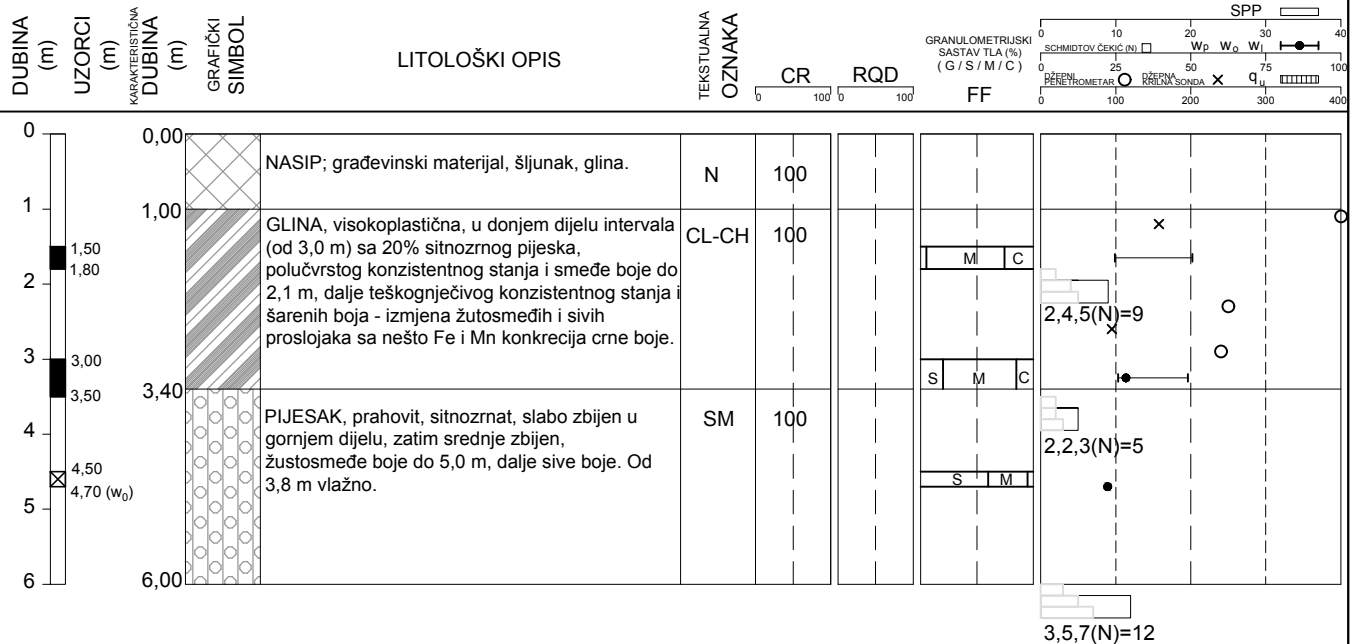 DUBINA
(m)
UZORCI
(m)
KARAKTERISTIČNA
DUBINA
(m)
GRAFIČKI
SIMBOL
LITOLOŠKI OPIS
TEKSTUALNA
OZNAKA
CR
0 100
RQD
0 100
GRANULOMETRIJSKI
SASTAV TLA (%)
( G / S / M / C )
FF
SPP
0 10 20 30 40
SCHMIDTOV ČEKIĆ (N) wP wo wl
0 25 50 75 100
DŽEPNI
PENETROMETAR
DŽEPNA
KRILNA SONDA
qu
0 100 200 300 400
0
0,00
NASIP; građevinski materijal, šljunak, glina.
N
100
1
1,00
GLINA, visokoplastična, u donjem dijelu intervala
(od 3,0 m) sa 20% sitnozrnog pijeska,
polučvrstog konzistentnog stanja i smeđe boje do
2,1 m, dalje teškognječivog konzistentnog stanja i
šarenih boja - izmjena žutosmeđih i sivih
proslojaka sa nešto Fe i Mn konkrecija crne boje.
CL-CH
100
1,50
1,80
M C
2
2,4,5(N)=9
3
3,00
3,50
S M C
3,40
PIJESAK, prahovit, sitnozrnat, slabo zbijen u
gornjem dijelu, zatim srednje zbijen,
žustosmeđe boje do 5,0 m, dalje sive boje. Od
3,8 m vlažno.
SM
100
2,2,3(N)=5
4
4,50
4,70 (w0)
S M
5
6
6,00
3,5,7(N)=12